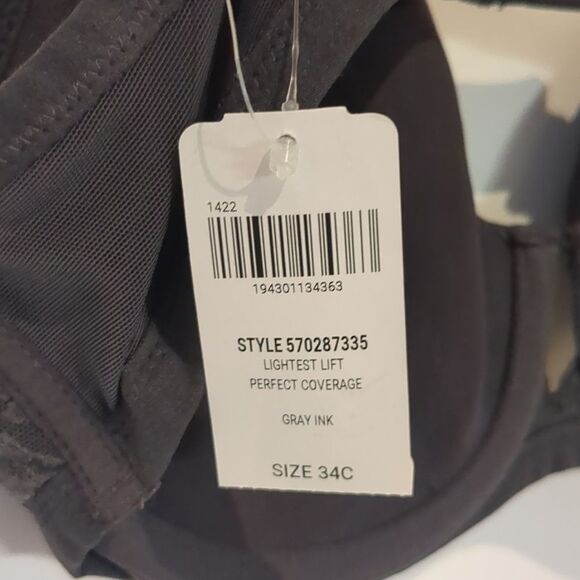 1422
194301134363
STYLE 570287335
LIGHTEST LIFT
PERFECT COVERAGE
GRAY INK
SIZE 34C